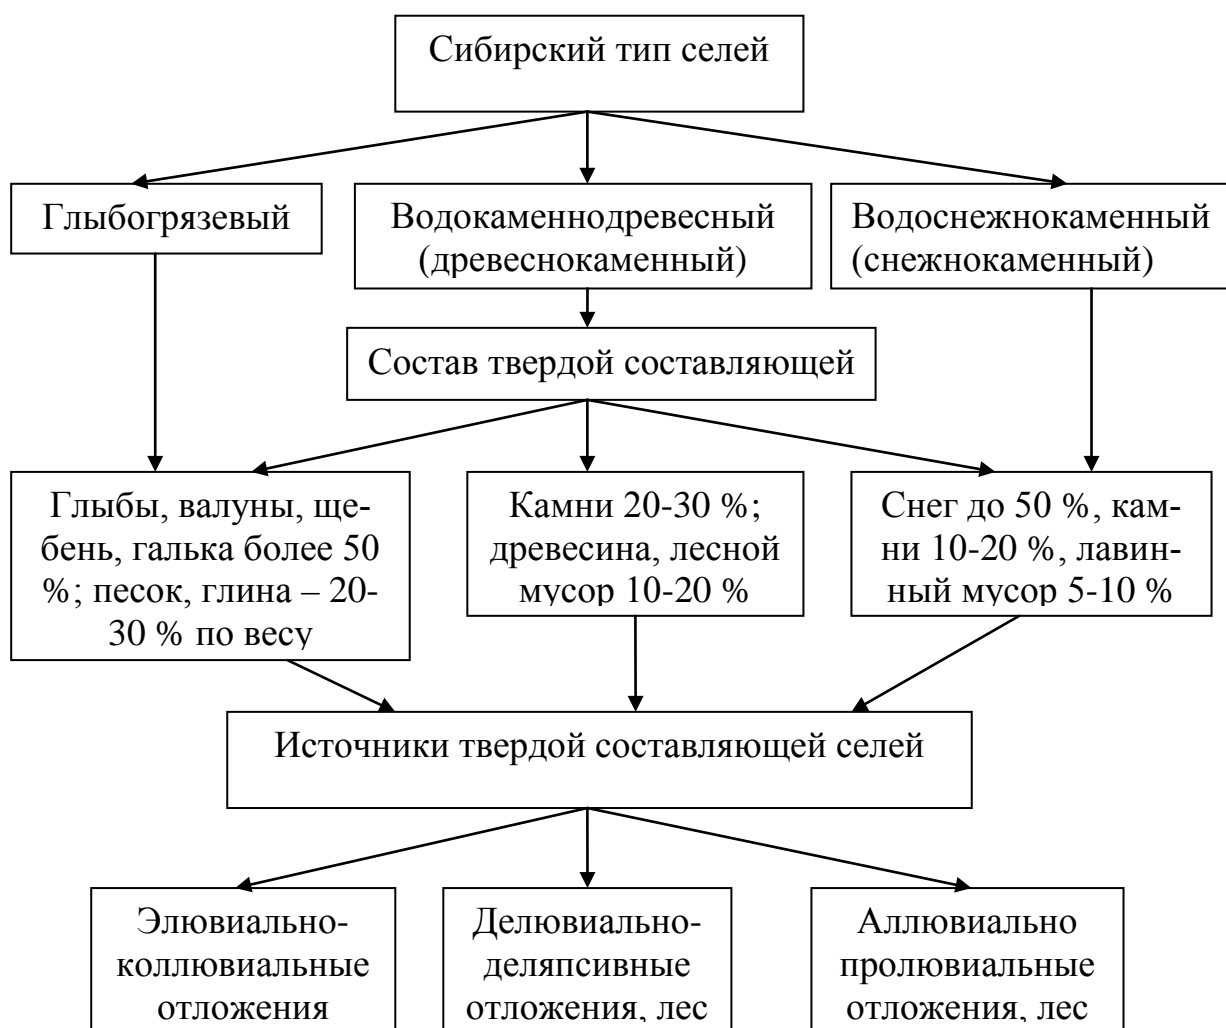 Сибирский тип селей
Глыбогрязевый
Водокаменнодревесный
(древеснокаменный)
Водоснежнокаменный
(снежнокаменный)
Состав твердой составляющей
Глыбы, валуны, ще-
бень, галька более 50
%; песок, глина – 20-
30 % по весу
Камни 20-30 %;
древесина, лесной
мусор 10-20 %
Снег до 50 %, кам-
ни 10-20 %, лавин-
ный мусор 5-10 %
Источники твердой составляющей селей
Элювиально-
коллювиальные
отложения
Делювиально-
деляпсивные
отложения, лес
Аллювиально
пролювиальные
отложения, лес